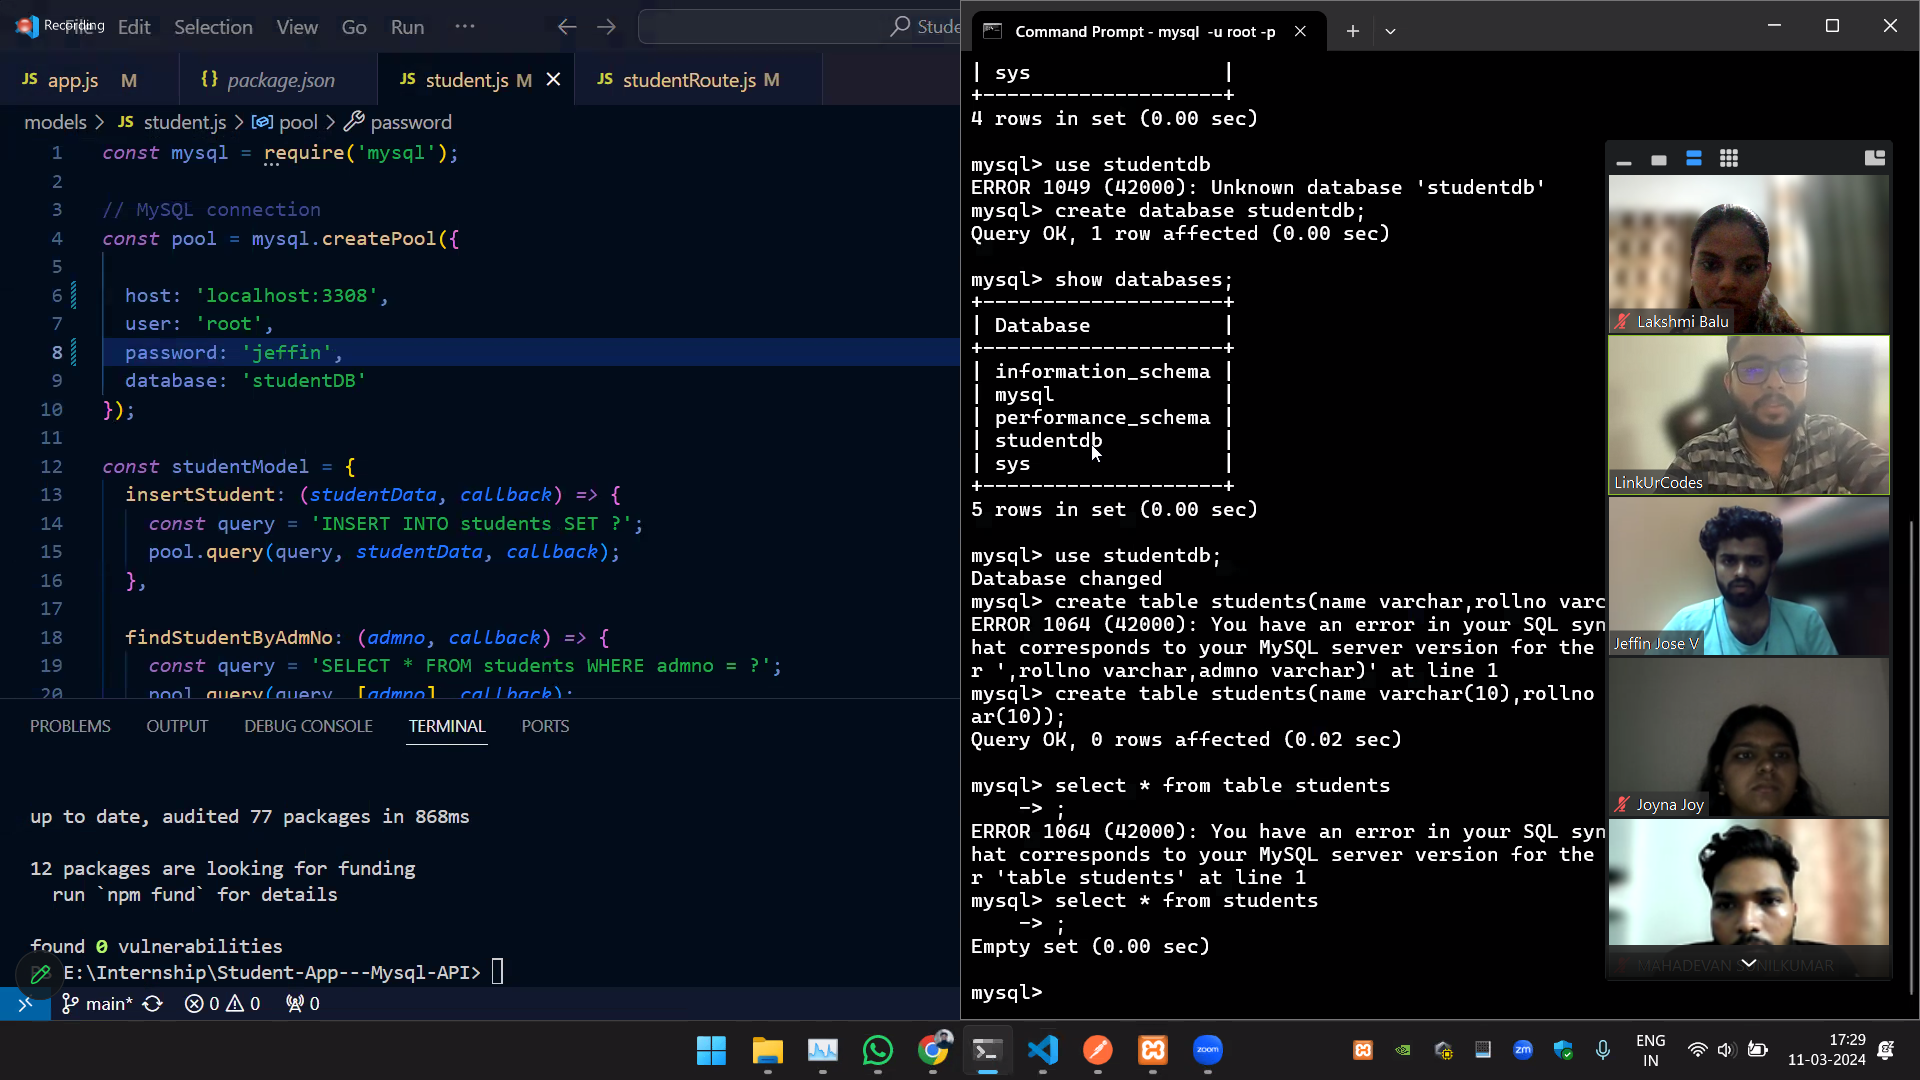 Recording
File Edit Selection View Go Run ···
Stude
JS app.js M
{} package.json
JS student.js M ×
JS studentRoute.js M
models > JS student.js > pool > password
1 const mysql = require('mysql');
2
3 // MySQL connection
4 const pool = mysql.createPool({
5
6 host: 'localhost:3308',
7 user: 'root',
8 password: 'jeffin',
9 database: 'studentDB'
10 });
11
12 const studentModel = {
13 insertStudent: (studentData, callback) => {
14 const query = 'INSERT INTO students SET ?';
15 pool.query(query, studentData, callback);
16 },
17
18 findStudentByAdmNo: (admno, callback) => {
19 const query = 'SELECT * FROM students WHERE admno = ?';
20 pool.query(query, [admno], callback);
PROBLEMS OUTPUT DEBUG CONSOLE TERMINAL PORTS
up to date, audited 77 packages in 868ms
12 packages are looking for funding
run `npm fund` for details
found 0 vulnerabilities
E:\Internship\Student-App---Mysql-API>
main* 0 0 0
Command Prompt - mysql -u root -p
| sys |
+--------------------+
4 rows in set (0.00 sec)
mysql> use studentdb
ERROR 1049 (42000): Unknown database 'studentdb'
mysql> create database studentdb;
Query OK, 1 row affected (0.00 sec)
mysql> show databases;
+--------------------+
| Database |
+--------------------+
| information_schema |
| mysql |
| performance_schema |
| studentdb |
| sys |
+--------------------+
5 rows in set (0.00 sec)
mysql> use studentdb;
Database changed
mysql> create table students(name varchar,rollno varc
ERROR 1064 (42000): You have an error in your SQL syn
hat corresponds to your MySQL server version for the
r ',rollno varchar,admno varchar)' at line 1
mysql> create table students(name varchar(10),rollno
ar(10));
Query OK, 0 rows affected (0.02 sec)
mysql> select * from table students
-> ;
ERROR 1064 (42000): You have an error in your SQL syn
hat corresponds to your MySQL server version for the
r 'table students' at line 1
mysql> select * from students
-> ;
Empty set (0.00 sec)
mysql>
Lakshmi Balu
LinkUrCodes
Jeffin Jose V
Joyna Joy
MAHADEVAN SUNILKUMAR
zoom
zm
ENG
IN
17:29
11-03-2024